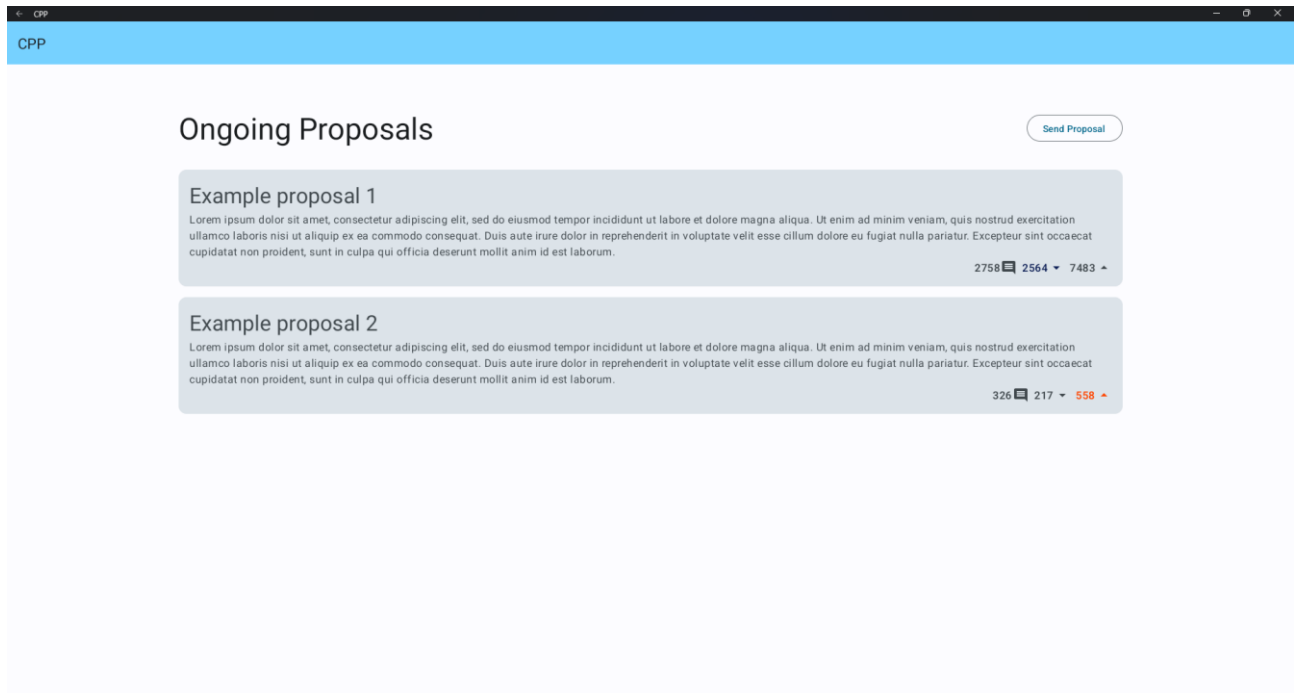 CPP
CPP
Ongoing Proposals
Send Proposal
Example proposal 1
Lorem ipsum dolor sit amet, consectetur adipiscing elit, sed do eiusmod tempor incididunt ut labore et dolore magna aliqua. Ut enim ad minim veniam, quis nostrud exercitation
ullamco laboris nisi ut aliquip ex ea commodo consequat. Duis aute irure dolor in reprehenderit in voluptate velit esse cillum dolore eu fugiat nulla pariatur. Excepteur sint occaecat
cupidatat non proident, sunt in culpa qui officia deserunt mollit anim id est laborum.
2758 2564 7483
Example proposal 2
Lorem ipsum dolor sit amet, consectetur adipiscing elit, sed do eiusmod tempor incididunt ut labore et dolore magna aliqua. Ut enim ad minim veniam, quis nostrud exercitation
ullamco laboris nisi ut aliquip ex ea commodo consequat. Duis aute irure dolor in reprehenderit in voluptate velit esse cillum dolore eu fugiat nulla pariatur. Excepteur sint occaecat
cupidatat non proident, sunt in culpa qui officia deserunt mollit anim id est laborum.
326 217 558